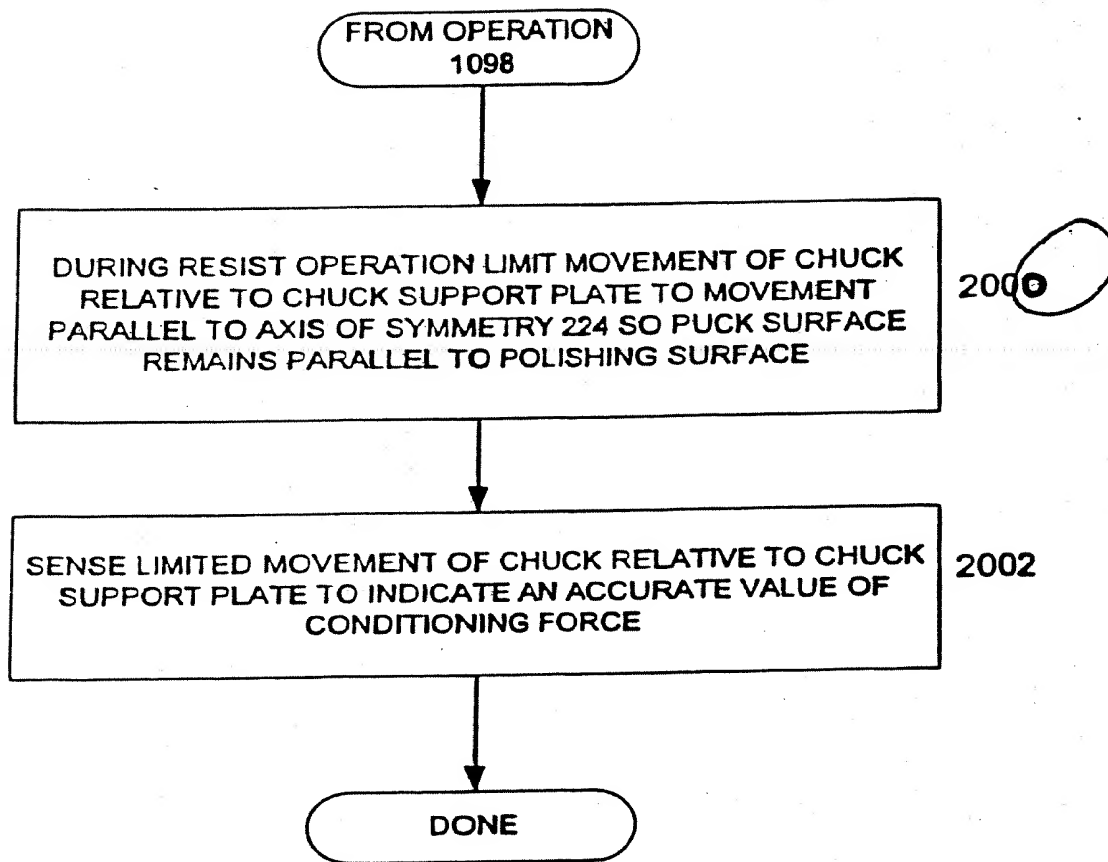 FROM OPERATION
1098
DURING RESIST OPERATION LIMIT MOVEMENT OF CHUCK
RELATIVE TO CHUCK SUPPORT PLATE TO MOVEMENT
PARALLEL TO AXIS OF SYMMETRY 224 SO PUCK SURFACE
REMAINS PARALLEL TO POLISHING SURFACE
2000
SENSE LIMITED MOVEMENT OF CHUCK RELATIVE TO CHUCK
SUPPORT PLATE TO INDICATE AN ACCURATE VALUE OF
CONDITIONING FORCE
2002
DONE